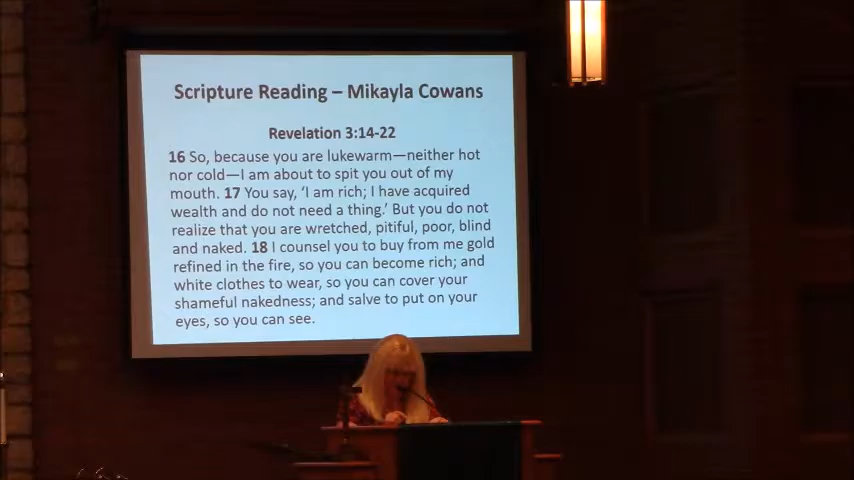 Scripture Reading – Mikayla Cowans
Revelation 3:14-22
16 So, because you are lukewarm—neither hot
nor cold—I am about to spit you out of my
mouth. 17 You say, ‘I am rich; I have acquired
wealth and do not need a thing.’ But you do not
realize that you are wretched, pitiful, poor, blind
and naked. 18 I counsel you to buy from me gold
refined in the fire, so you can become rich; and
white clothes to wear, so you can cover your
shameful nakedness; and salve to put on your
eyes, so you can see.